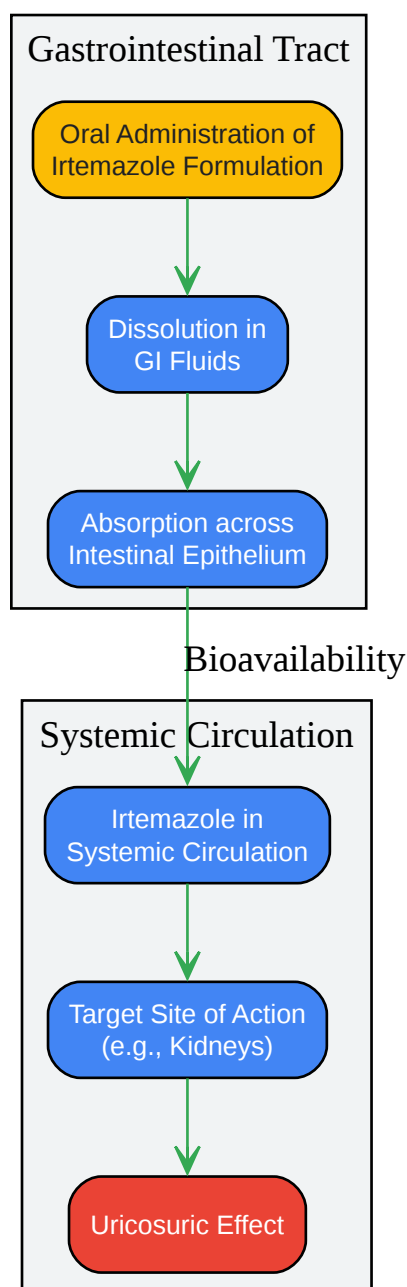 Gastrointestinal Tract
Oral Administration of
Irtemazole Formulation
Dissolution in
GI Fluids
Absorption across
Intestinal Epithelium
Bioavailability
Systemic Circulation
Irtemazole in
Systemic Circulation
Target Site of Action
(e.g., Kidneys)
Uricosuric Effect